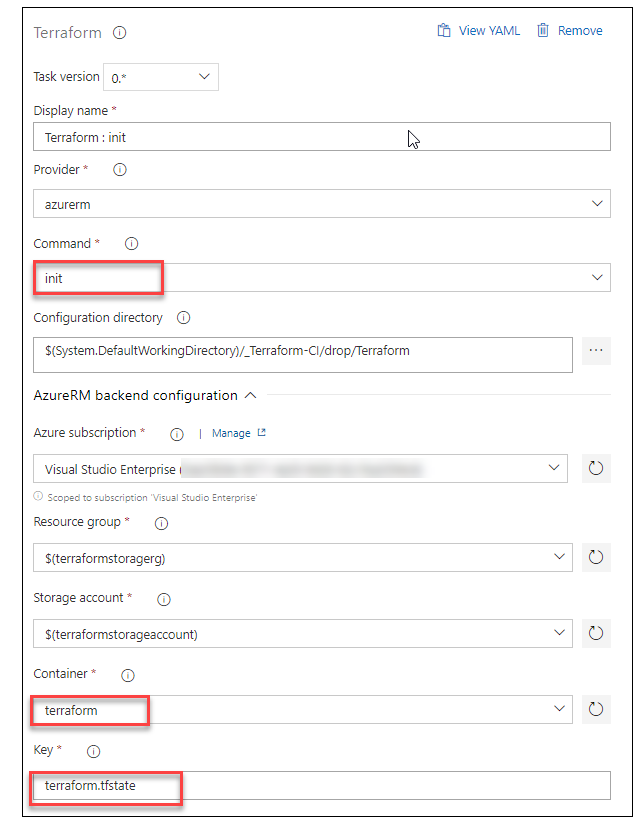 Terraform View YAML Remove
Task version 0.*
Display name *
Terraform : init
Provider *
azurerm
Command *
init
Configuration directory
$(System.DefaultWorkingDirectory)/_Terraform-CI/drop/Terraform
...
AzureRM backend configuration
Azure subscription * | Manage
Visual Studio Enterprise (
Scoped to subscription 'Visual Studio Enterprise'
Resource group *
$(terraformstoragerg)
Storage account *
$(terraformstorageaccount)
Container *
terraform
Key *
terraform.tfstate